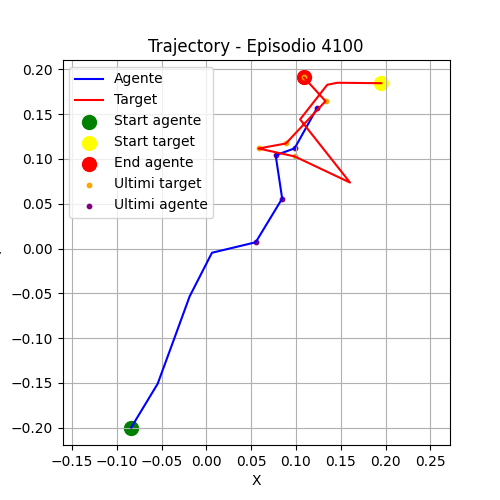 Trajectory - Episodio 4100
Agente
Target
Start agente
Start target
End agente
Ultimi target
Ultimi agente
0.20
0.15
0.10
0.05
0.00
−0.05
−0.10
−0.15
−0.20
−0.15 −0.10 −0.05 0.00 0.05 0.10 0.15 0.20 0.25
X